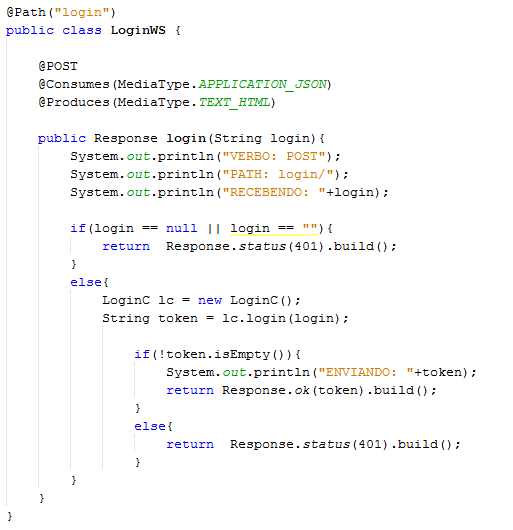 @Path("login")
public class LoginWS {
@POST
@Consumes(MediaType.APPLICATION_JSON)
@Produces(MediaType.TEXT_HTML)
public Response login(String login){
System.out.println("VERBO: POST");
System.out.println("PATH: login/");
System.out.println("RECEBENDO: "+login);
if(login == null || login == ""){
return  Response.status(401).build();
}
else{
LoginC lc = new LoginC();
String token = lc.login(login);
if(!token.isEmpty()){
System.out.println("ENVIANDO: "+token);
return Response.ok(token).build();
}
else{
return  Response.status(401).build();
}
}
}
}